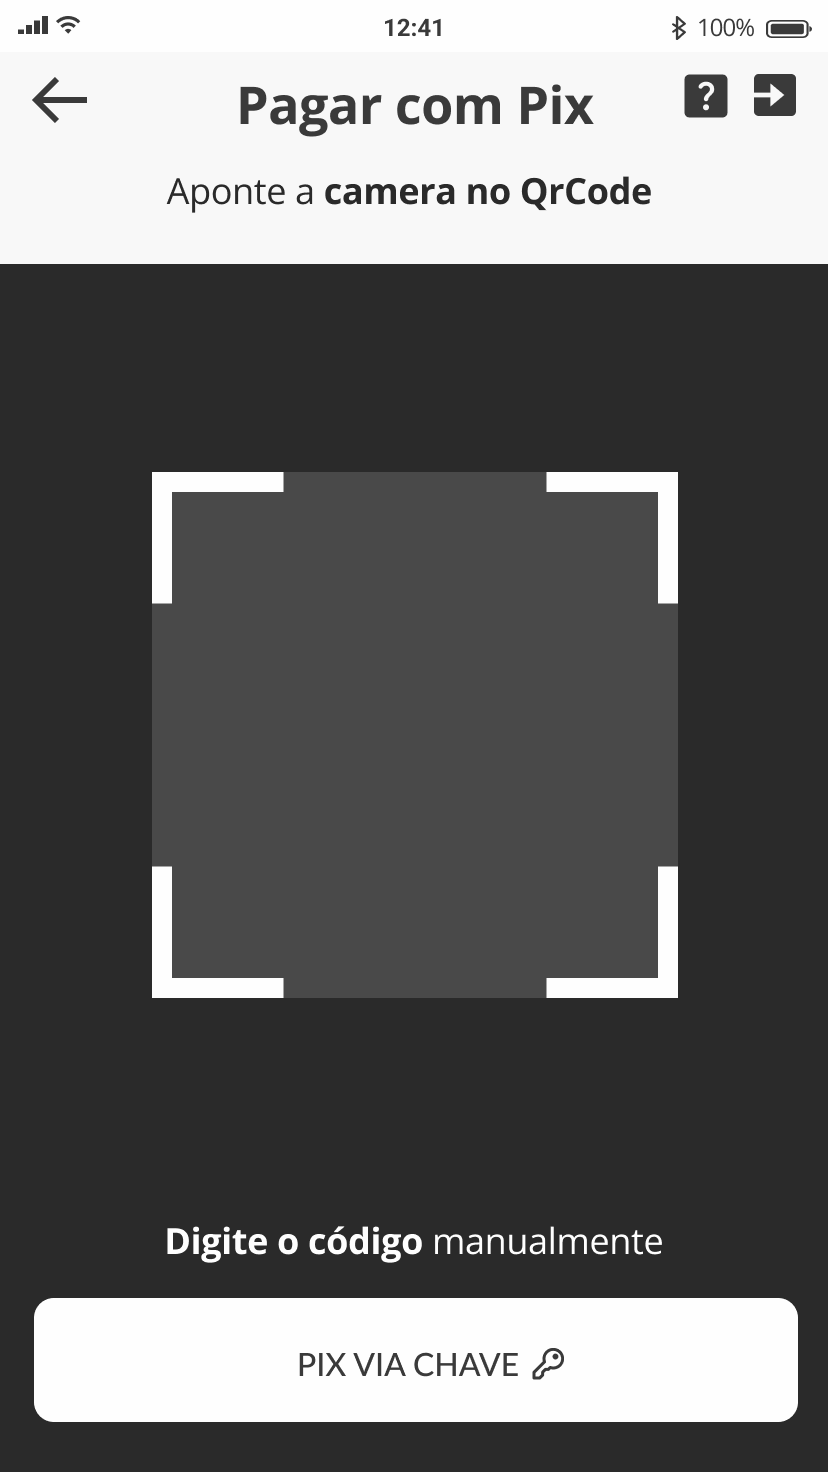 12:41
100%
Pagar com Pix
?
Aponte a camera no QrCode
Digite o código manualmente
PIX VIA CHAVE